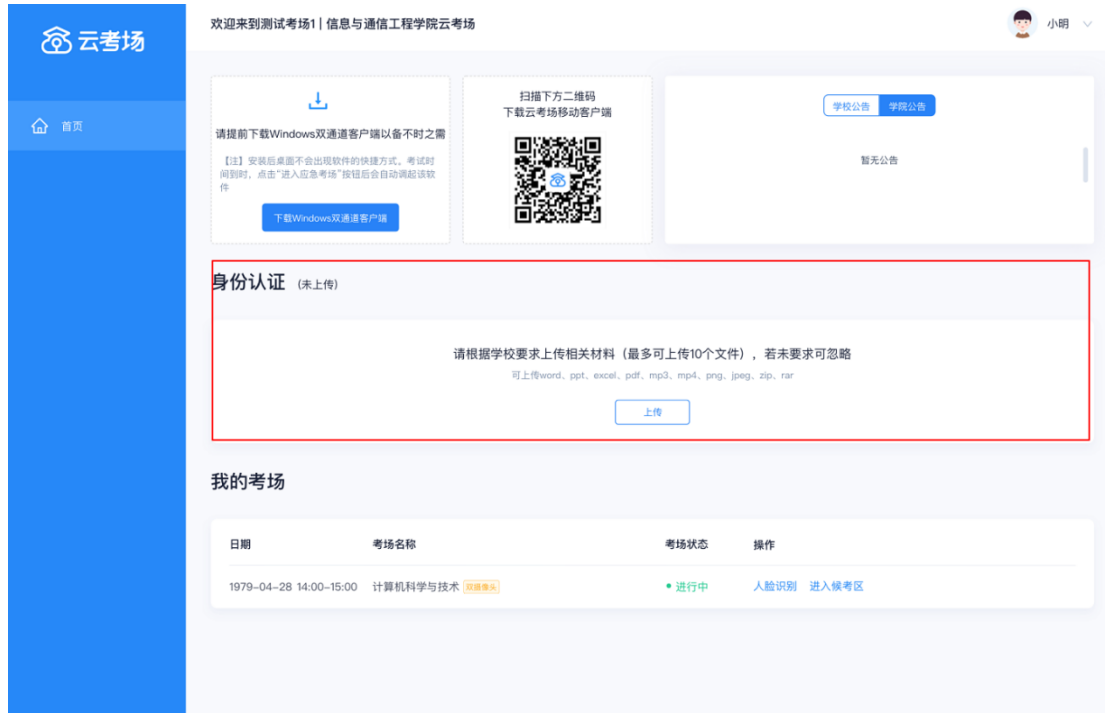 云考场
欢迎来到测试考场1 | 信息与通信工程学院云考场
小明
首页
请提前下载Windows双通道客户端以备不时之需
【注】安装后桌面不会出现软件的快捷方式，考试时
间到时，点击“进入应急考场”按钮后会自动调起该软
件
下载Windows双通道客户端
扫描下方二维码
下载云考场移动客户端
学校公告 学院公告
暂无公告
身份认证 (未上传)
请根据学校要求上传相关材料（最多可上传10个文件），若未要求可忽略
可上传word、ppt、excel、pdf、mp3、mp4、png、jpeg、zip、rar
上传
我的考场
日期 考场名称 考场状态 操作
1979-04-28 14:00-15:00 计算机科学与技术 双摄像头 进行中 人脸识别 进入候考区